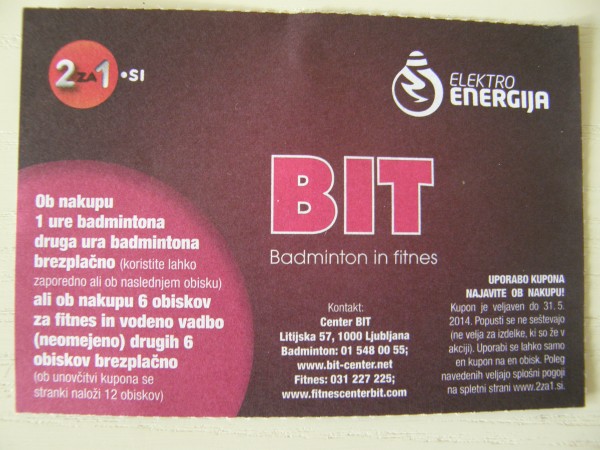 2ZA1•SI
ELEKTRO
ENERGIJA
BIT
Badminton in fitnes
Ob nakupu
1 ure badmintona
druga ura badmintona
brezplačno (koristite lahko
zaporedno ali ob naslednjem obisku)
ali ob nakupu 6 obiskov
za fitnes in vodeno vadbo
(neomejeno) drugih 6
obiskov brezplačno
(ob unovčitvi kupona se
stranki naloži 12 obiskov)
Kontakt:
Center BIT
Litijska 57, 1000 Ljubljana
Badminton: 01 548 00 55;
www.bit-center.net
Fitnes: 031 227 225;
www.fitnescenterbit.com
UPORABO KUPONA
NAJAVITE OB NAKUPU!
Kupon je veljaven do 31. 5.
2014. Popusti se ne seštevajo
(ne velja za izdelke, ki so že v
akciji). Uporabi se lahko samo
en kupon na en obisk. Poleg
navedenih veljajo splošni pogoji
na spletni strani www.2za1.si.